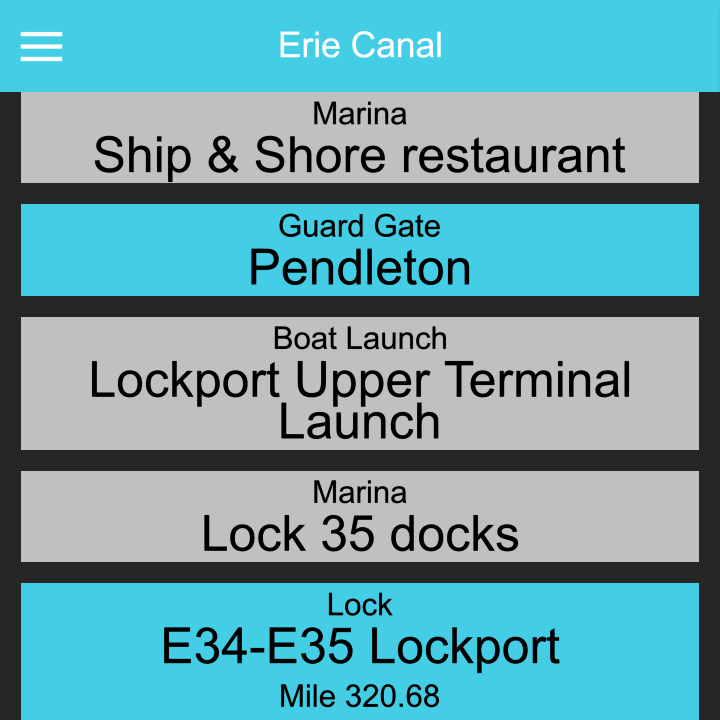 Erie Canal
Marina
Ship & Shore restaurant
Guard Gate
Pendleton
Boat Launch
Lockport Upper Terminal
Launch
Marina
Lock 35 docks
Lock
E34-E35 Lockport
Mile 320.68